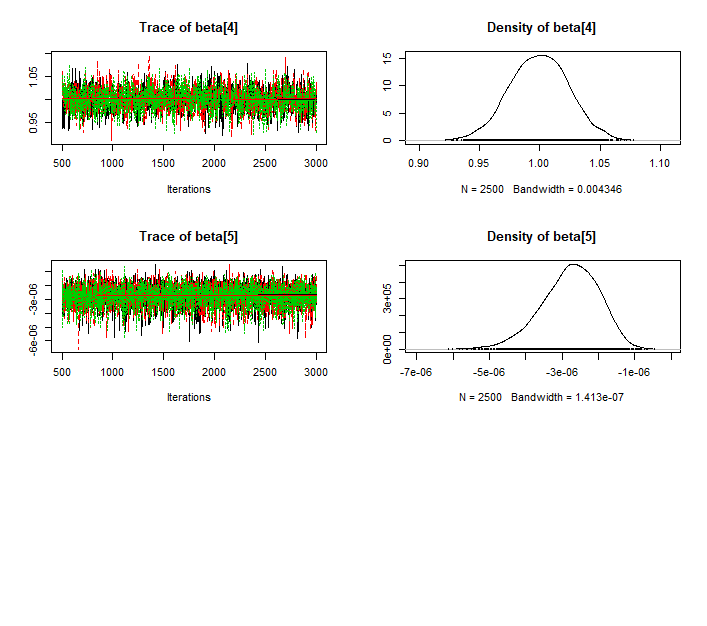 Trace of beta[4]
1.05
0.95
500 1000 1500 2000 2500 3000
Iterations
Density of beta[4]
15
10
5
0
0.90 0.95 1.00 1.05 1.10
N = 2500 Bandwidth = 0.004346
Trace of beta[5]
-3e-06
-6e-06
500 1000 1500 2000 2500 3000
Iterations
Density of beta[5]
3e+05
0e+00
-7e-06 -5e-06 -3e-06 -1e-06
N = 2500 Bandwidth = 1.413e-07